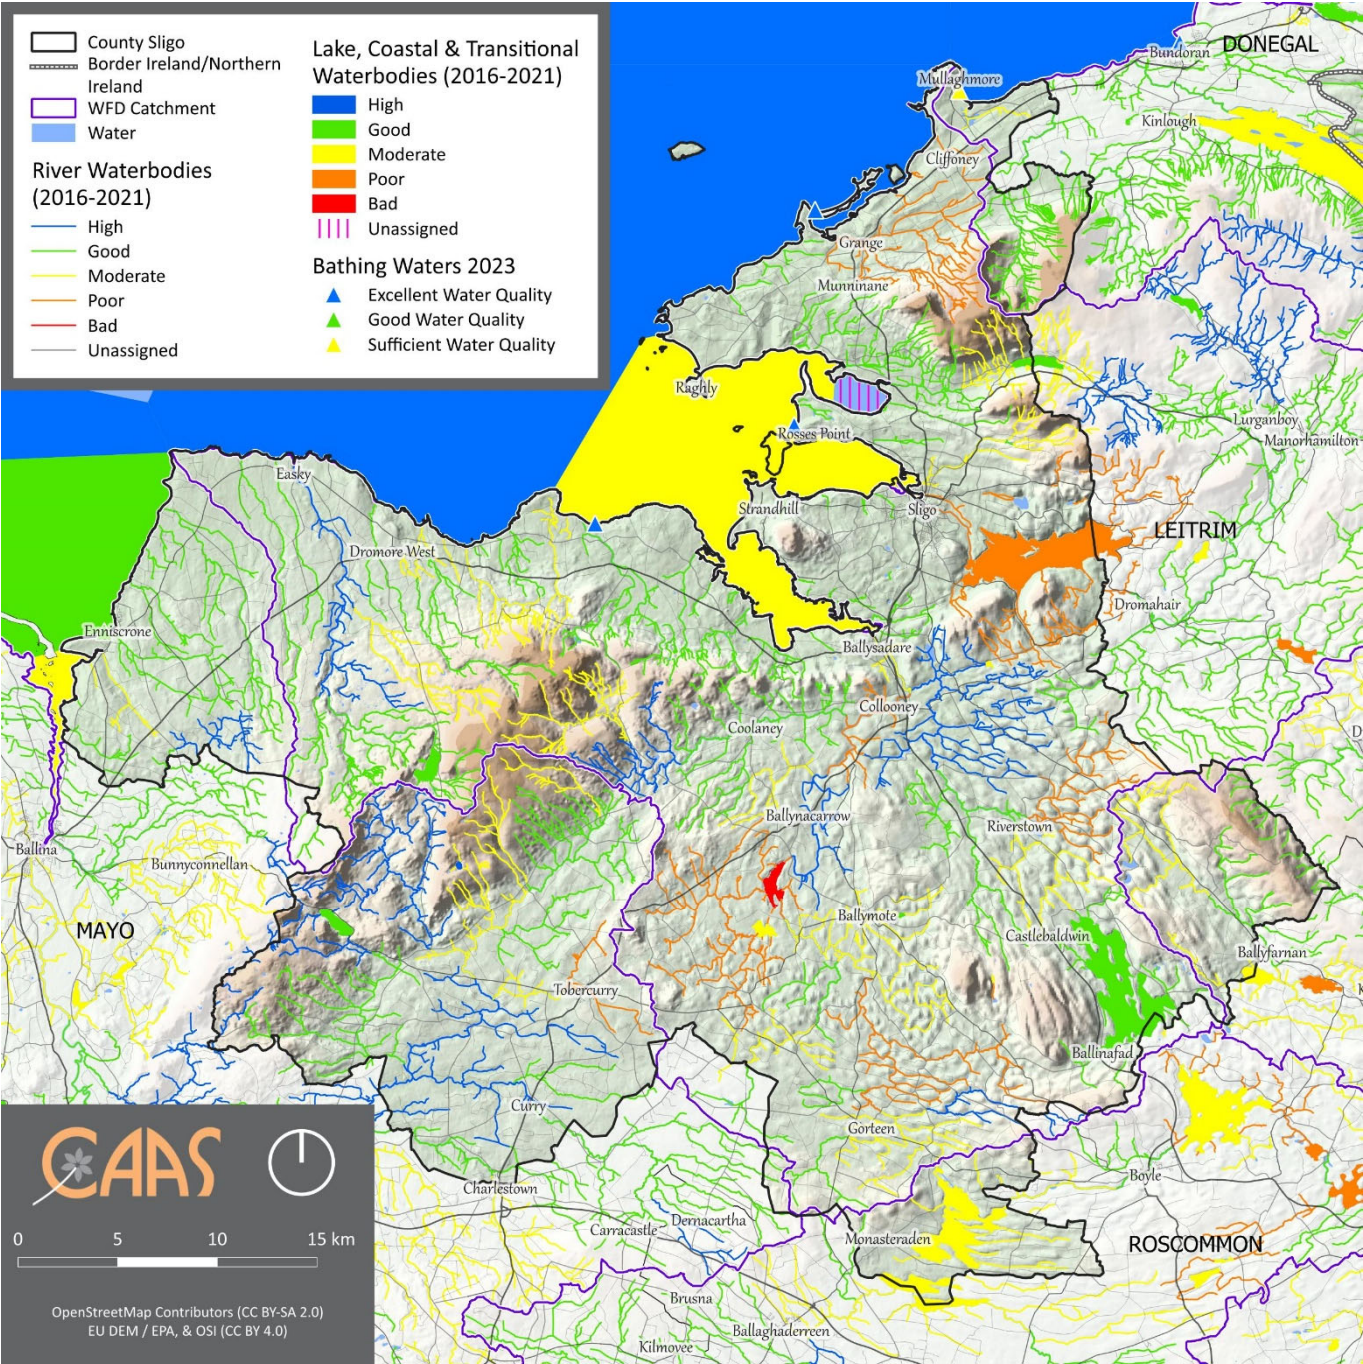 County Sligo
Border Ireland/Northern
Ireland
WFD Catchment
Water
River Waterbodies
(2016-2021)
High
Good
Moderate
Poor
Bad
Unassigned
Lake, Coastal & Transitional
Waterbodies (2016-2021)
High
Good
Moderate
Poor
Bad
Unassigned
Bathing Waters 2023
Excellent Water Quality
Good Water Quality
Sufficient Water Quality
DONEGAL
Bundoran
Mullaghmore
Kinlough
Cliffoney
Grange
Munninane
Raghly
Rosses Point
Lurganboy
Manorhamilton
Easky
Strandhill
Sligo
LEITRIM
Dromore West
Dromahair
Enniscrone
Ballysadare
Collooney
Coolaney
Ballynacarrow
Riverstown
Ballina
Bunnyconnellan
MAYO
Ballymote
Castlebaldwin
Ballyfarnan
Tobercurry
Ballinafad
Curry
Gorteen
Boyle
Charlestown
Carracastle
Dernacartha
Monasteraden
ROSCOMMON
Brusna
Ballaghaderreen
Kilmovee
CAAS
0 5 10 15 km
OpenStreetMap Contributors (CC BY-SA 2.0)
EU DEM / EPA, & OSI (CC BY 4.0)